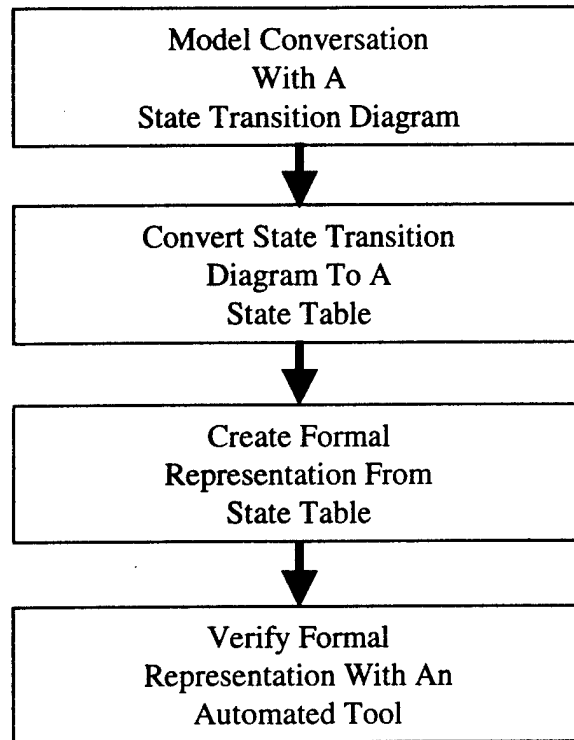 Model Conversation
With A
State Transition Diagram
Convert State Transition
Diagram To A
State Table
Create Formal
Representation From
State Table
Verify Formal
Representation With An
Automated Tool